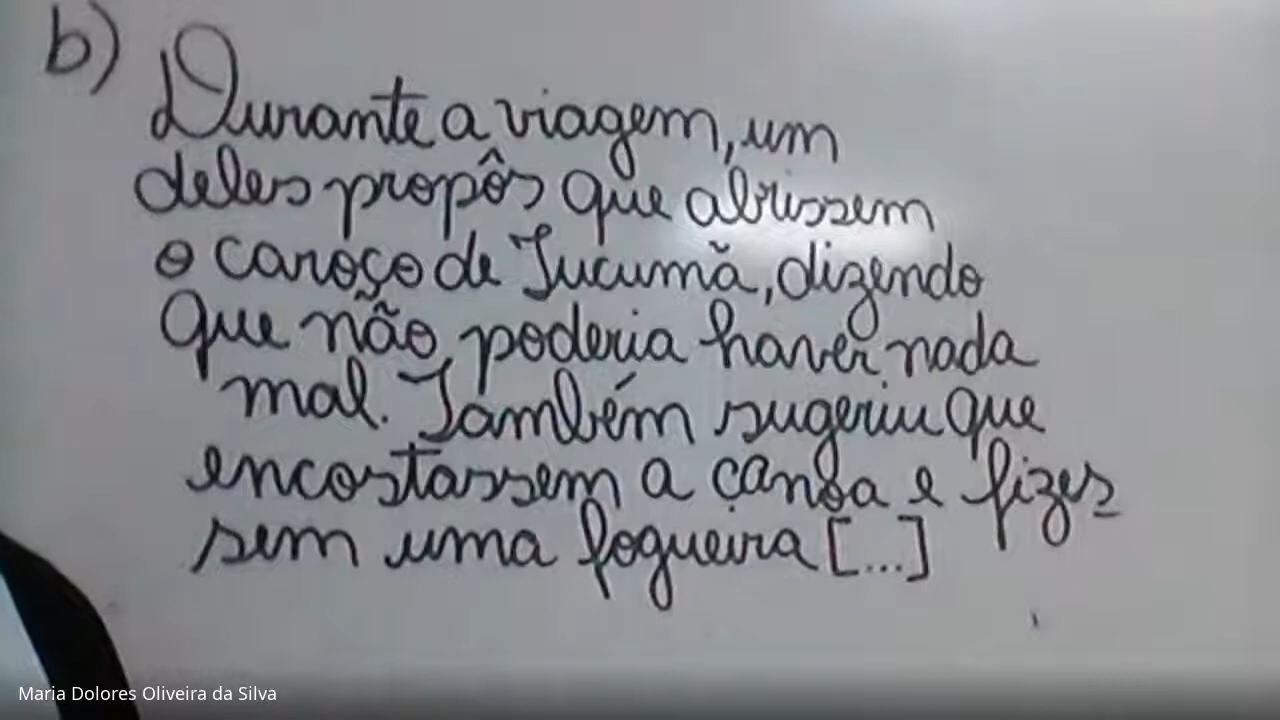 b)
Durante a viagem, um
deles propôs que abrissem
o caroço de Tucumã, dizendo
que não poderia haver nada
mal. Também sugeriu que
encostassem a canoa e fizes
sem uma fogueira [...]
Maria Dolores Oliveira da Silva